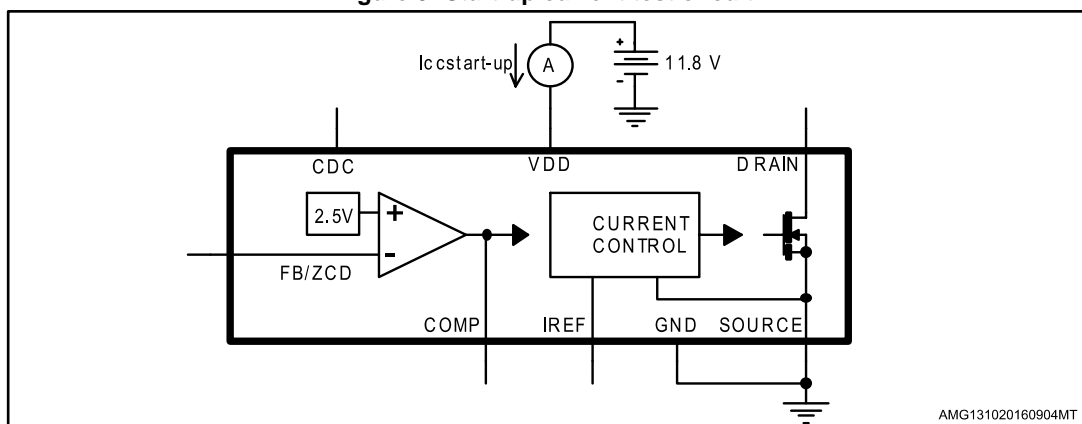 Iccstart-up
A
+
-
11.8 V
CDC
VDD
DRAIN
2.5V
+
-
CURRENT
CONTROL
FB/ZCD
COMP
IREF
GND
SOURCE
AMG131020160904MT